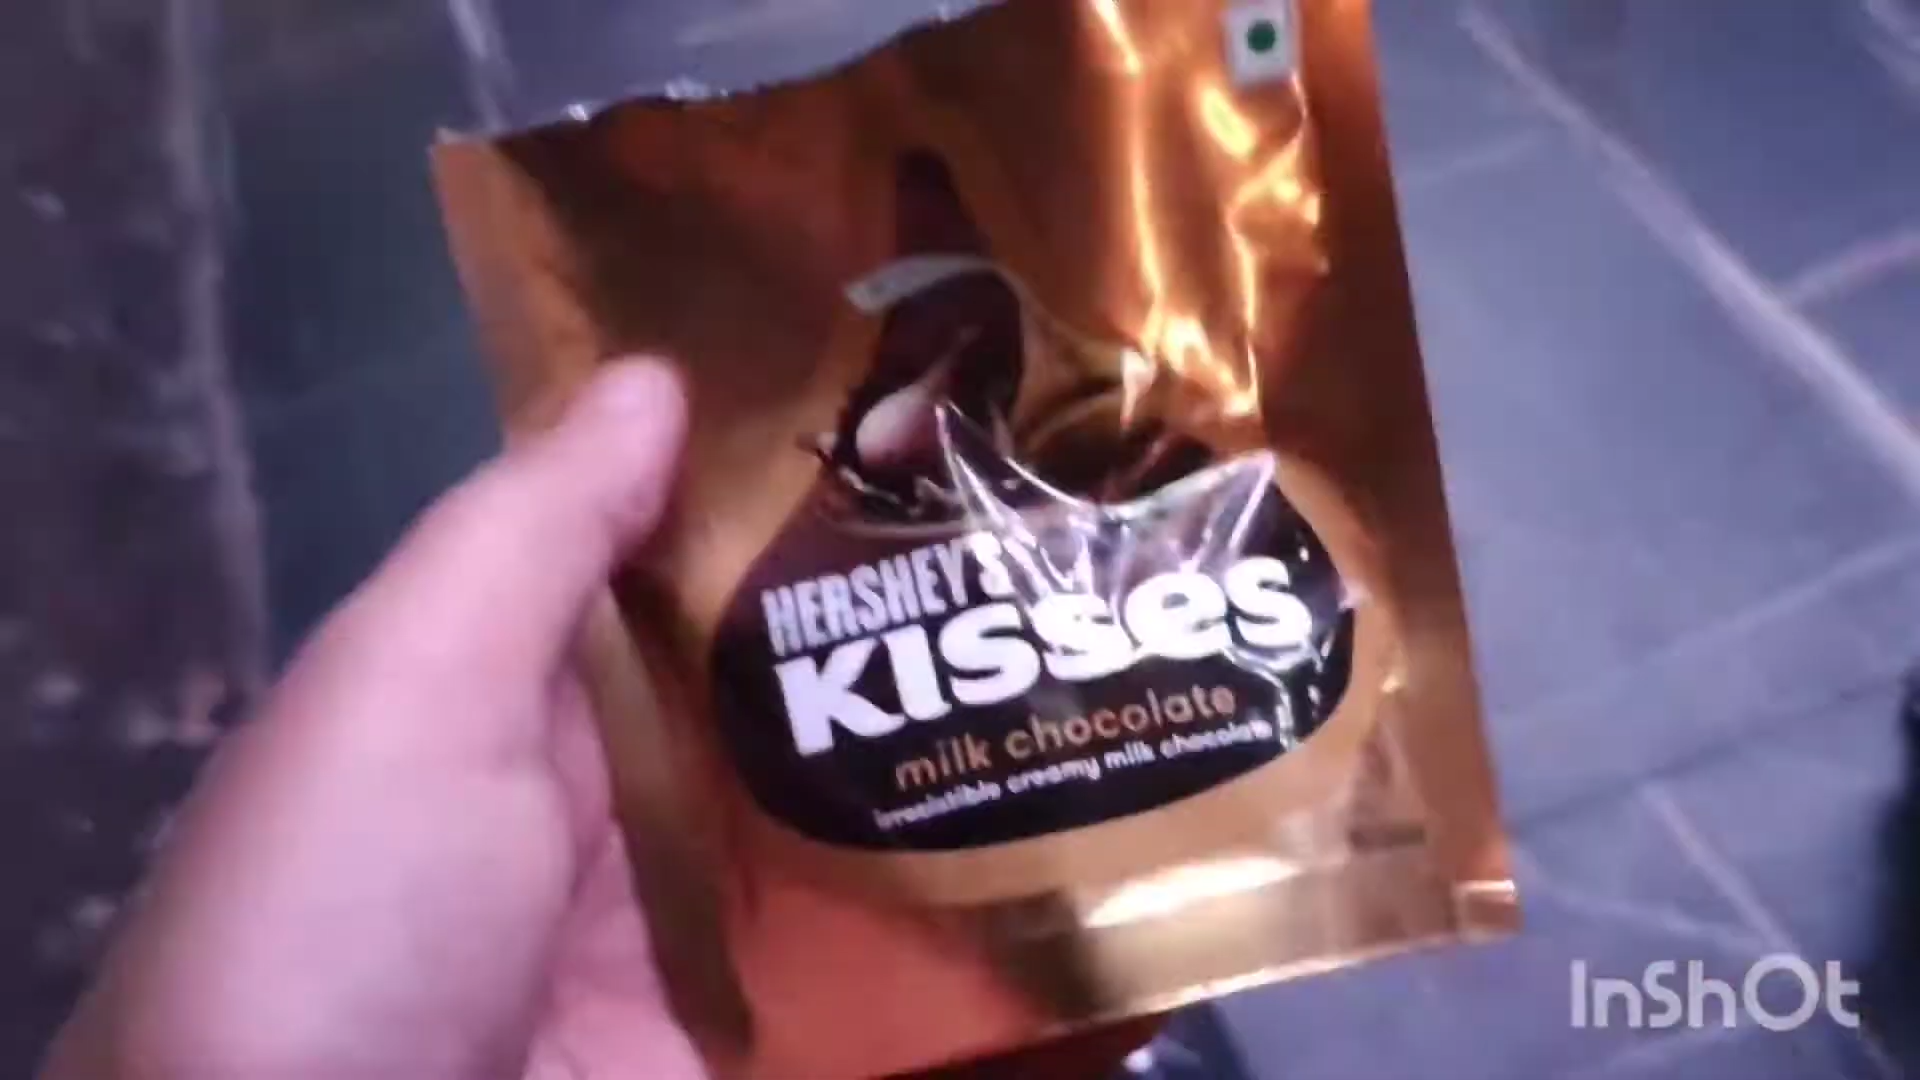 HERSHEY'S
KISSES
milk chocolate
irresistible creamy milk chocolate
InShOt